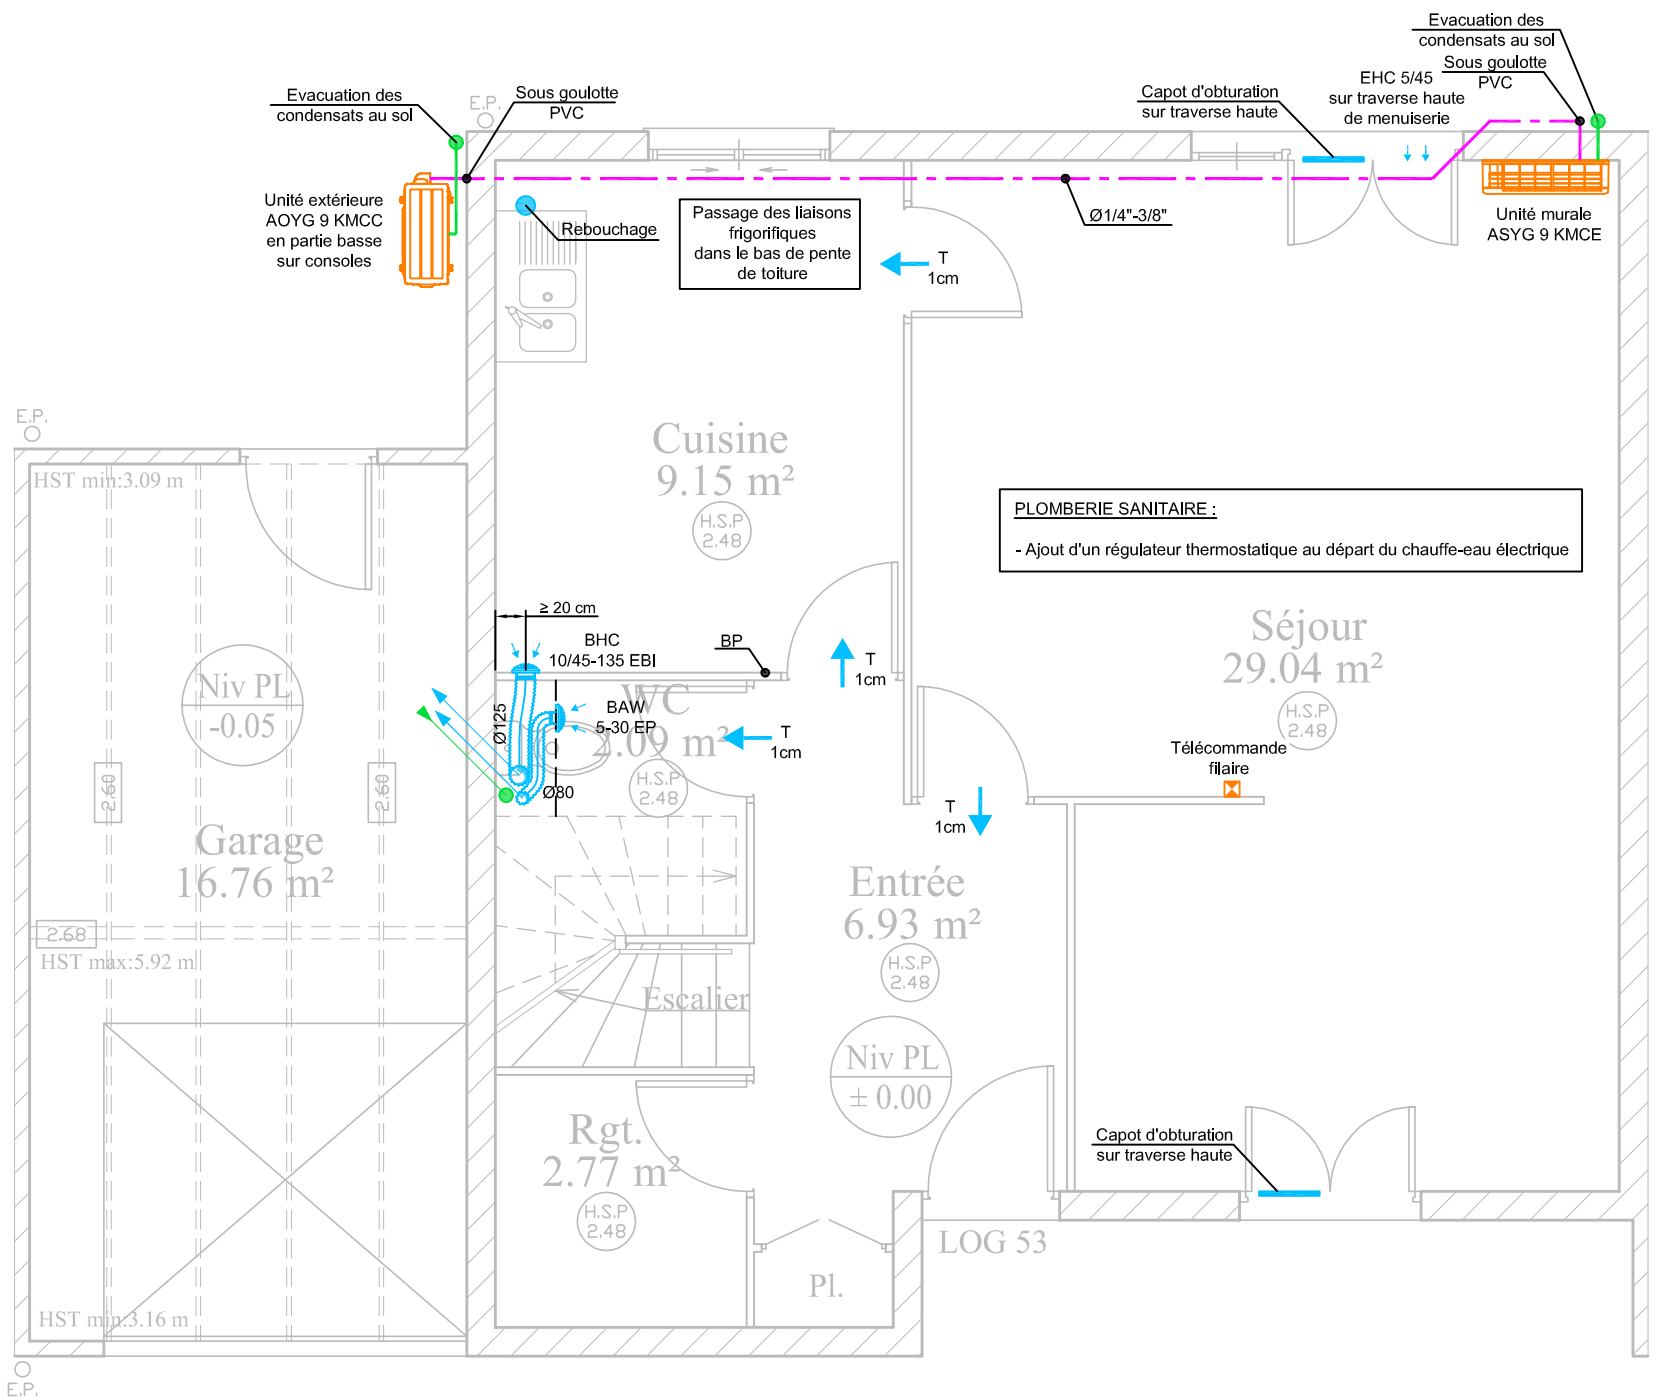 Evacuation des
condensats au sol
E.P.
Sous goulotte
PVC
Unité extérieure
AOYG 9 KMCC
en partie basse
sur consoles
Rebouchage
Passage des liaisons
frigorifiques
dans le bas de pente
de toiture
T
1cm
Ø1/4"-3/8"
Capot d'obturation
sur traverse haute
EHC 5/45
sur traverse haute
de menuiserie
Evacuation des
condensats au sol
Sous goulotte
PVC
Unité murale
ASYG 9 KMCE
E.P.
HST min:3.09 m
Cuisine
9.15 m²
H.S.P
2.48
PLOMBERIE SANITAIRE :
- Ajout d'un régulateur thermostatique au départ du chauffe-eau électrique
≥ 20 cm
BHC
10/45-135 EBI
BP
T
1cm
Séjour
29.04 m²
H.S.P
2.48
Niv PL
-0.05
Ø125
WC
2.09 m²
BAW
5-30 EP
H.S.P
2.48
Ø80
T
1cm
Télécommande
filaire
T
1cm
2.60
2.60
Garage
16.76 m²
2.68
HST max:5.92 m
Entrée
6.93 m²
H.S.P
2.48
Escalier
Niv PL
± 0.00
Rgt.
2.77 m²
H.S.P
2.48
Capot d'obturation
sur traverse haute
LOG 53
Pl.
HST min:3.16 m
E.P.